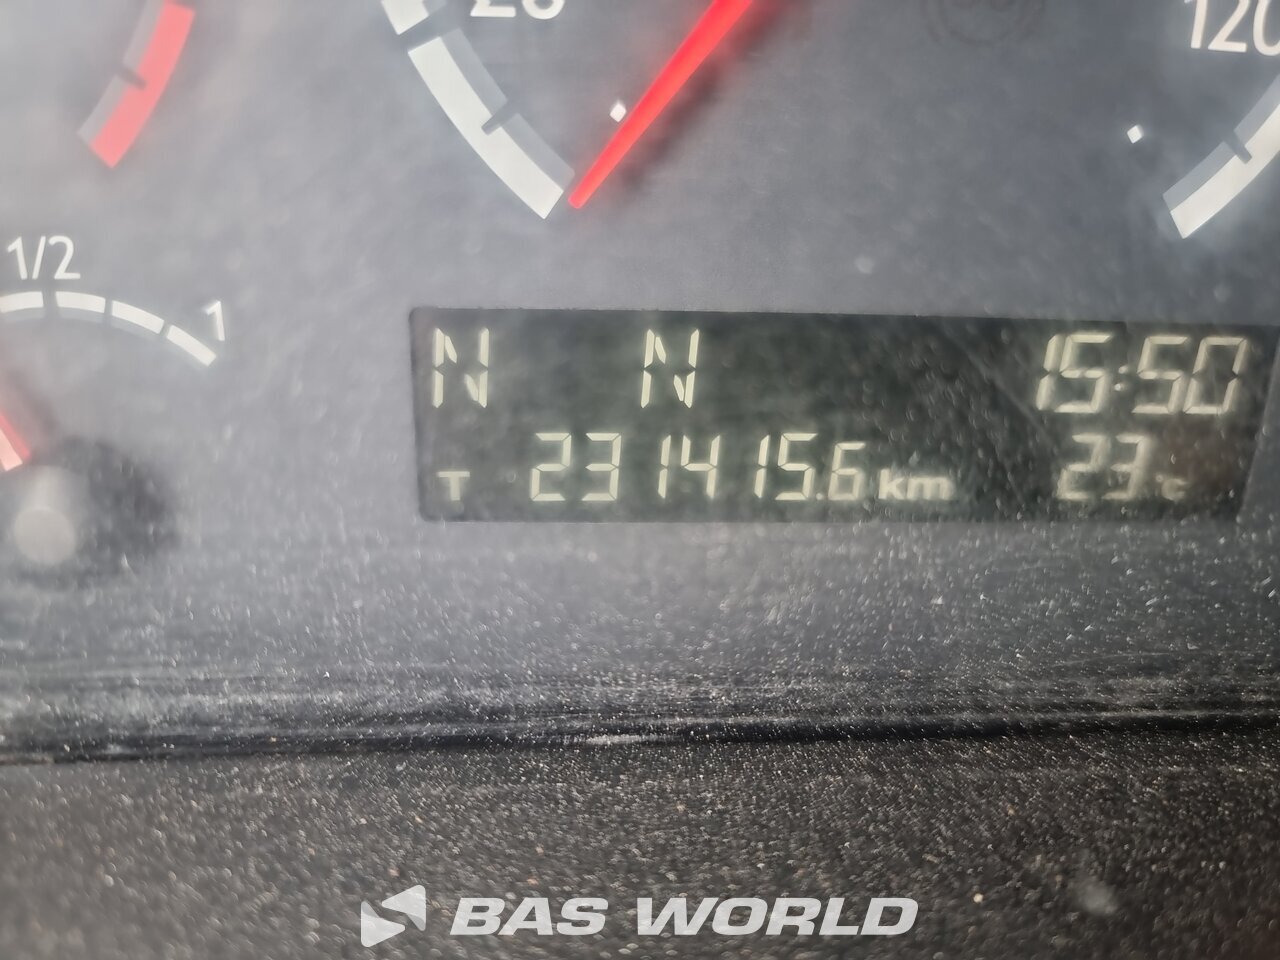 120
1/2
1
N N 15:50
T 231415.6 km 23 °C
BAS WORLD